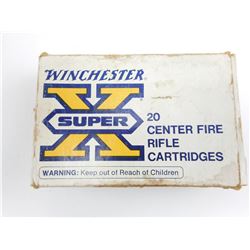 WINCHESTER
X
SUPER
20
CENTER FIRE
RIFLE
CARTRIDGES
WARNING: Keep out of Reach of Children